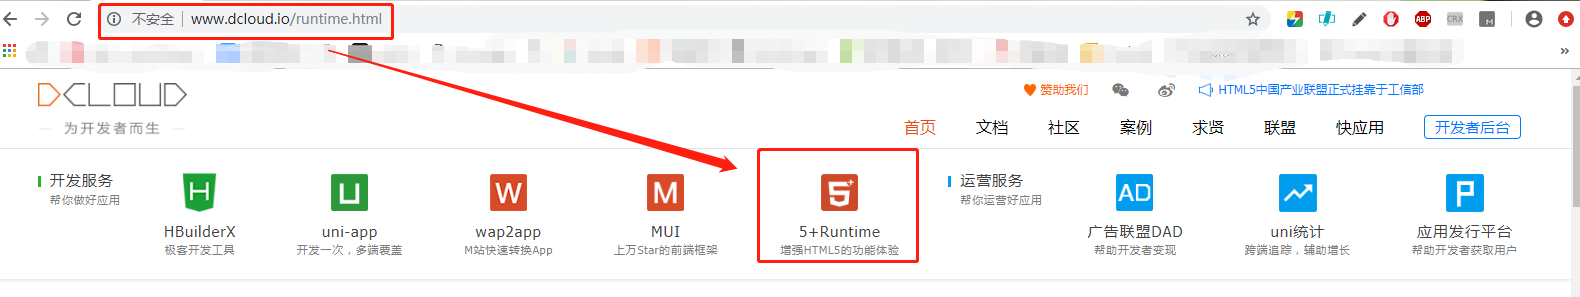 不安全 www.dcloud.io/runtime.html
ABP
CRX
M
DCLOUD
为开发者而生
赞助我们
HTML5中国产业联盟正式挂靠于工信部
首页 文档 社区 案例 求贤 联盟 快应用 开发者后台
开发服务
帮你做好应用
H
HBuilderX
极客开发工具
U
uni-app
开发一次，多端覆盖
W
wap2app
M站快速转换App
M
MUI
上万Star的前端框架
5+
5+Runtime
增强HTML5的功能体验
运营服务
帮你运营好应用
AD
广告联盟DAD
帮助开发者变现
uni统计
跨端追踪，辅助增长
P
应用发行平台
帮助开发者获取用户